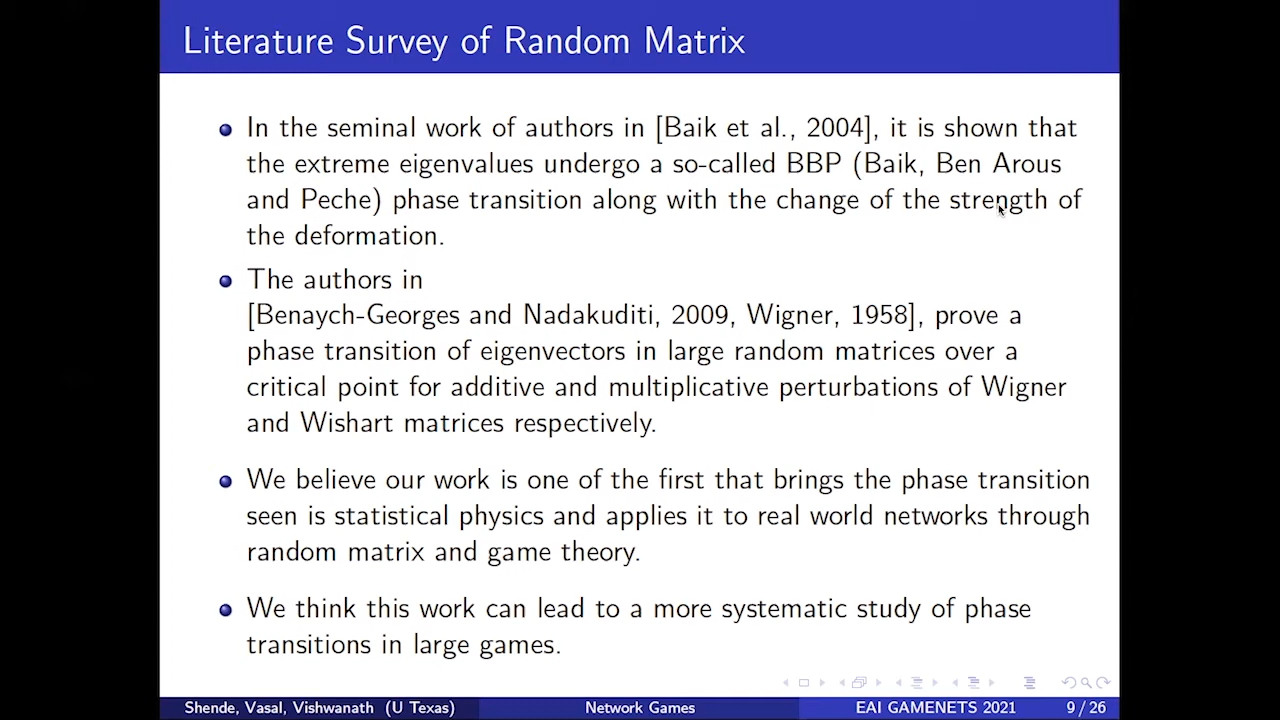 Literature Survey of Random Matrix
In the seminal work of authors in [Baik et al., 2004], it is shown that
the extreme eigenvalues undergo a so-called BBP (Baik, Ben Arous
and Peche) phase transition along with the change of the strength of
the deformation.
The authors in
[Benaych-Georges and Nadakuditi, 2009, Wigner, 1958], prove a
phase transition of eigenvectors in large random matrices over a
critical point for additive and multiplicative perturbations of Wigner
and Wishart matrices respectively.
We believe our work is one of the first that brings the phase transition
seen is statistical physics and applies it to real world networks through
random matrix and game theory.
We think this work can lead to a more systematic study of phase
transitions in large games.
Shende, Vasal, Vishwanath (U Texas) Network Games EAI GAMENETS 2021 9 / 26